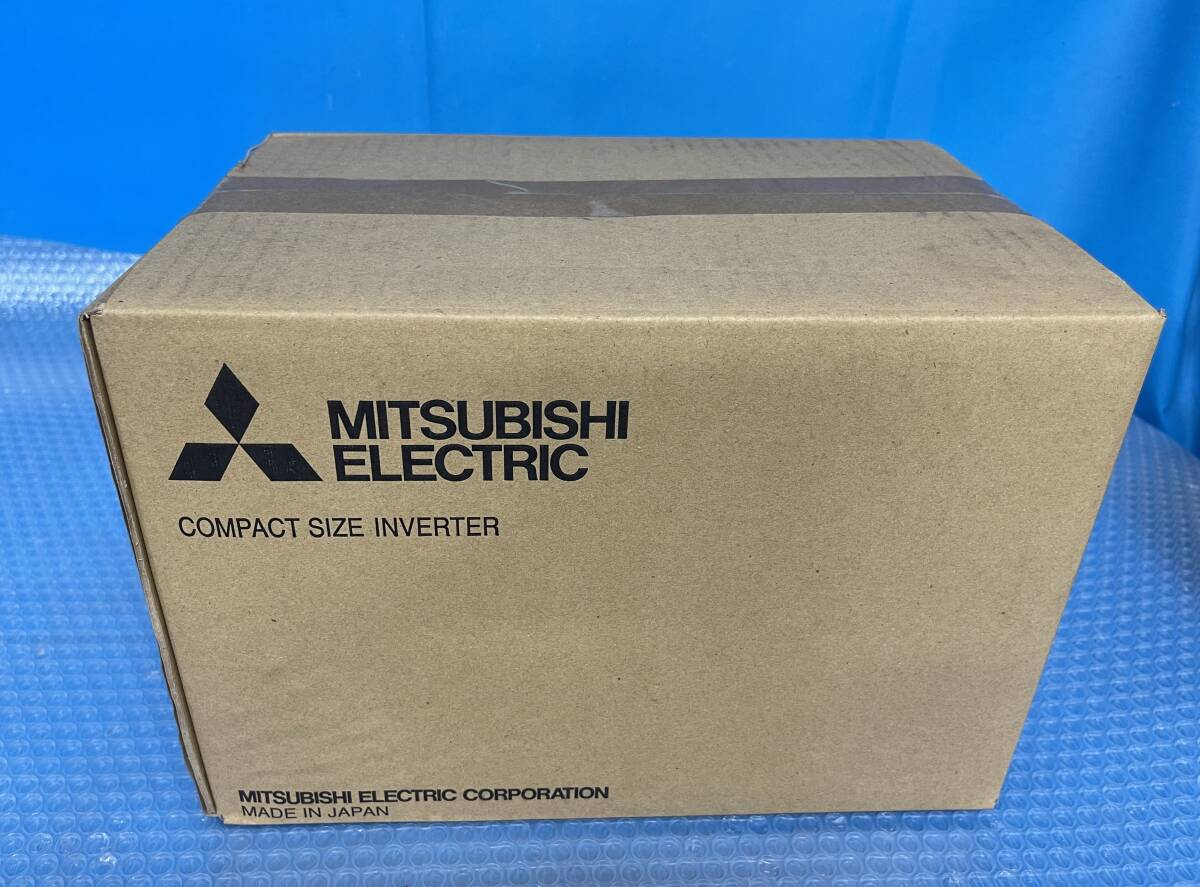 MITSUBISHI
ELECTRIC
COMPACT SIZE INVERTER
MITSUBISHI ELECTRIC CORPORATION
MADE IN JAPAN